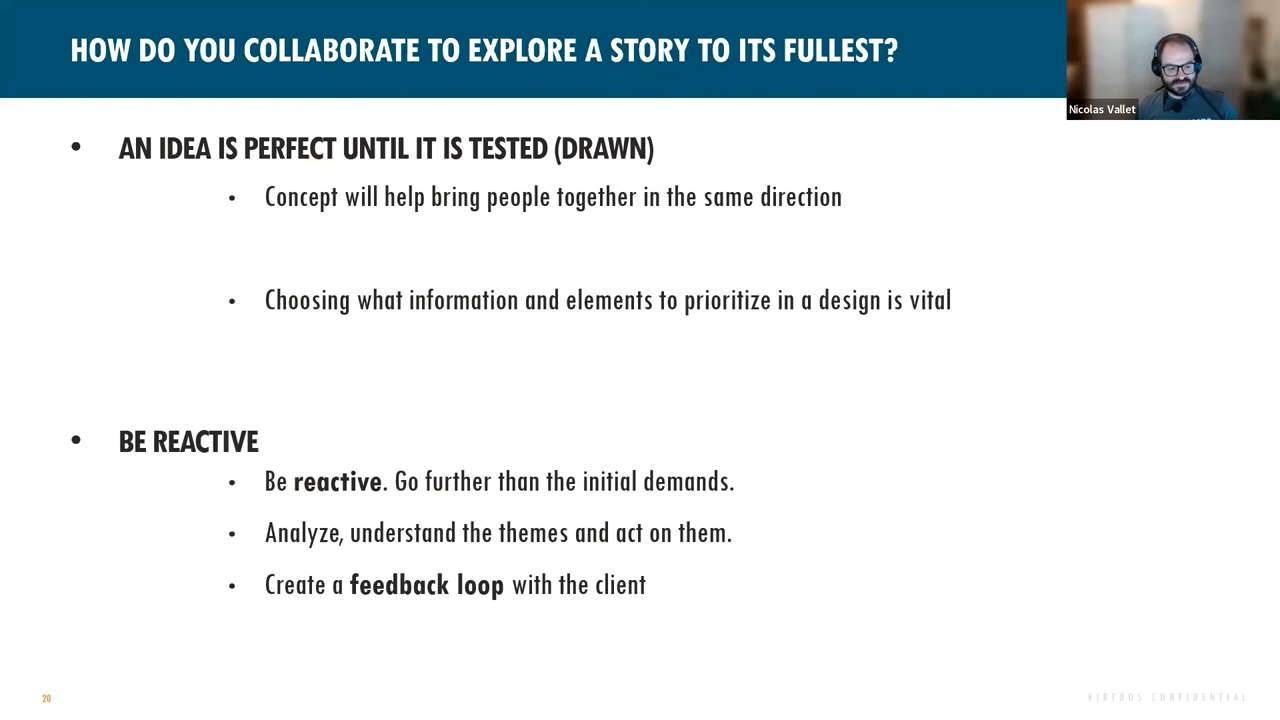 HOW DO YOU COLLABORATE TO EXPLORE A STORY TO ITS FULLEST?
Nicolas Vallet
• AN IDEA IS PERFECT UNTIL IT IS TESTED (DRAWN)
• Concept will help bring people together in the same direction
• Choosing what information and elements to prioritize in a design is vital
• BE REACTIVE
• Be reactive. Go further than the initial demands.
• Analyze, understand the themes and act on them.
• Create a feedback loop with the client
20
VIRTUOS CONFIDENTIAL